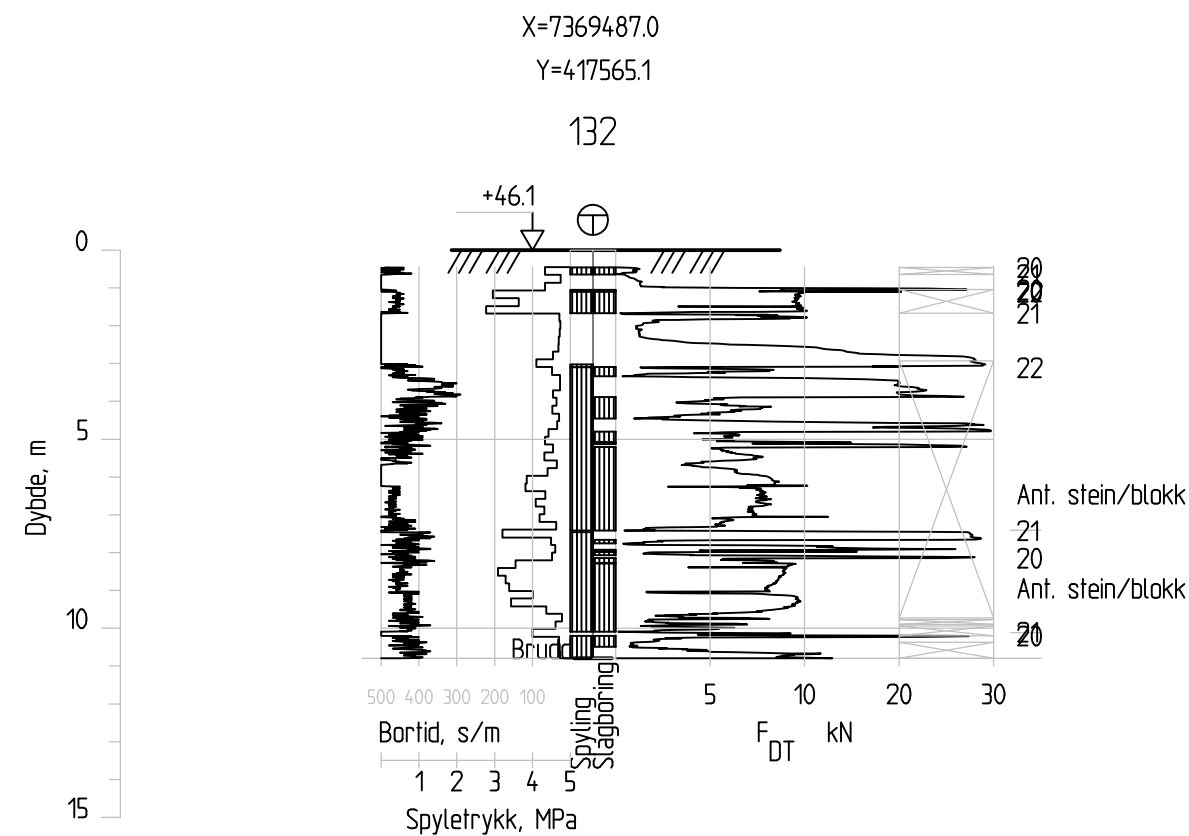 X=7369487.0
Y=417565.1
132
+46.1
0
5
10
15
Dybde, m
20
21
20
22
21
22
Ant. stein/blokk
21
20
Ant. stein/blokk
21
20
Brudd
500 400 300 200 100
5 10 20 30
Bortid, s/m
Spyling
Slagboring
F DT kN
1 2 3 4 5
Spyletrykk, MPa